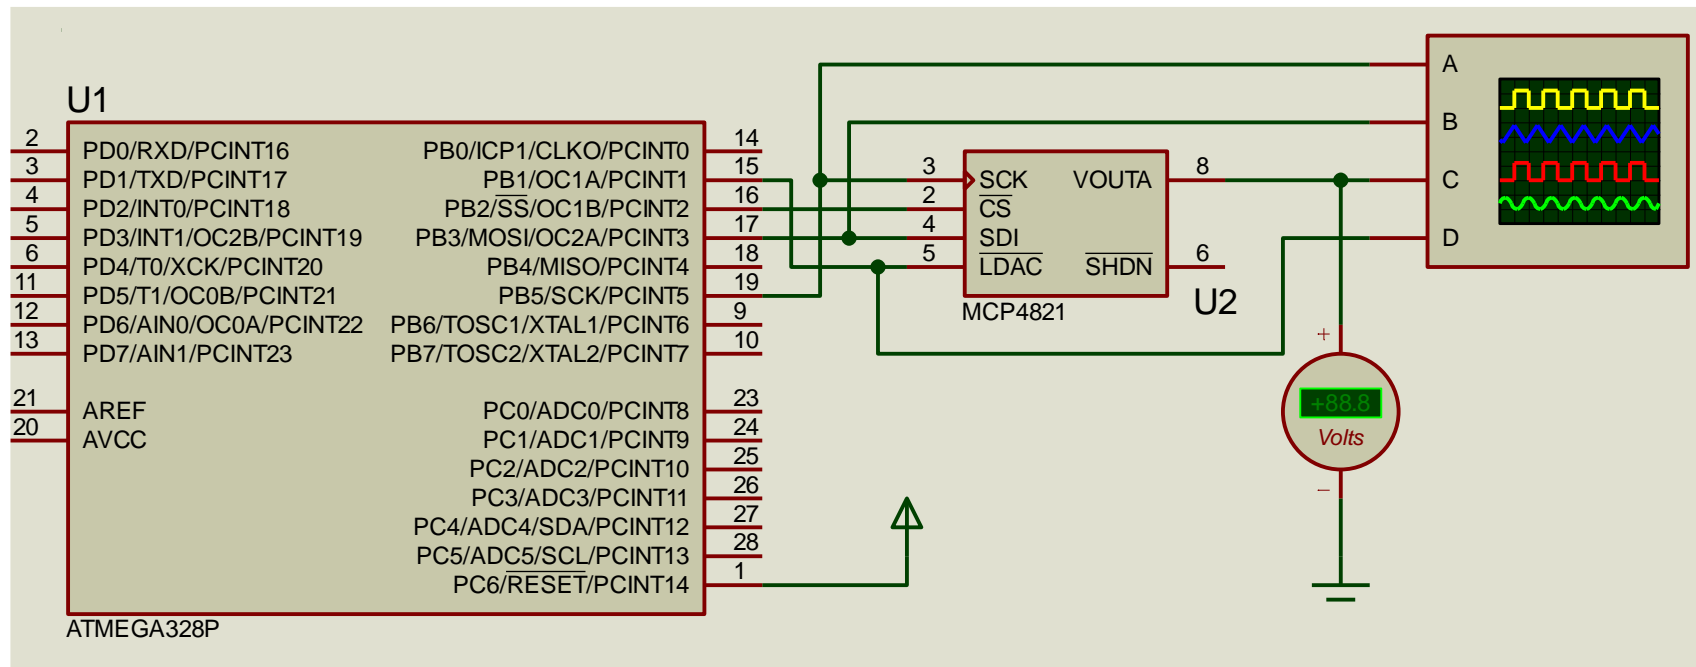 U1
2
3
4
5
6
11
12
13
21
20
PD0/RXD/PCINT16
PD1/TXD/PCINT17
PD2/INT0/PCINT18
PD3/INT1/OC2B/PCINT19
PD4/T0/XCK/PCINT20
PD5/T1/OC0B/PCINT21
PD6/AIN0/OC0A/PCINT22
PD7/AIN1/PCINT23
AREF
AVCC
PB0/ICP1/CLKO/PCINT0
PB1/OC1A/PCINT1
PB2/SS/OC1B/PCINT2
PB3/MOSI/OC2A/PCINT3
PB4/MISO/PCINT4
PB5/SCK/PCINT5
PB6/TOSC1/XTAL1/PCINT6
PB7/TOSC2/XTAL2/PCINT7
PC0/ADC0/PCINT8
PC1/ADC1/PCINT9
PC2/ADC2/PCINT10
PC3/ADC3/PCINT11
PC4/ADC4/SDA/PCINT12
PC5/ADC5/SCL/PCINT13
PC6/RESET/PCINT14
14
15
16
17
18
19
9
10
23
24
25
26
27
28
1
ATMEGA328P
3
2
4
5
SCK
CS
SDI
LDAC
VOUTA
SHDN
8
6
MCP4821
U2
A
B
C
D
+
+88.8
Volts
−